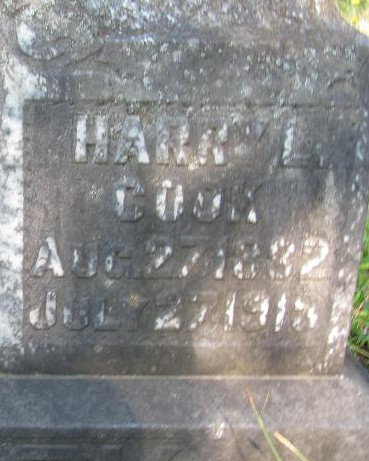 HARRY L.
COOK
AUG. 27 1882
JULY 27 1915